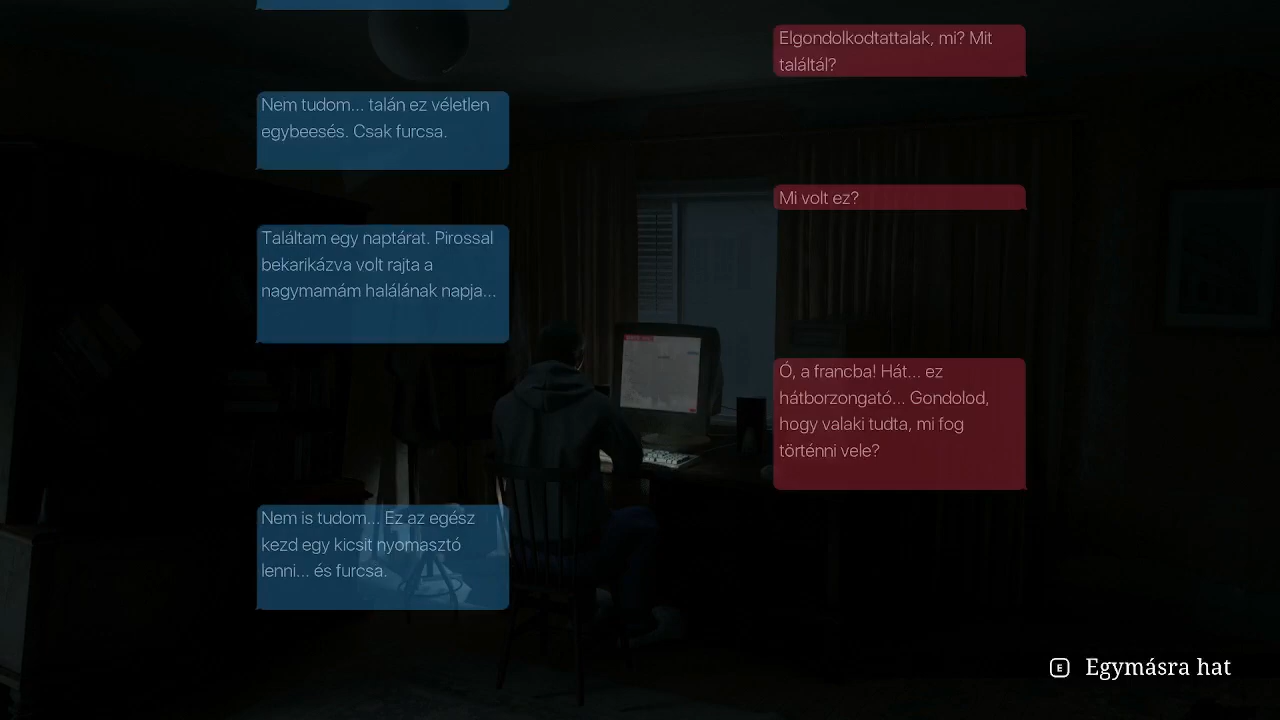 Elgondolkodtattalak, mi? Mit
találtál?
Nem tudom... talán ez véletlen
egybeesés. Csak furcsa.
Mi volt ez?
Találtam egy naptárat. Pirossal
bekarikázva volt rajta a
nagymamám halálának napja...
Ó, a francba! Hát... ez
hátborzongató... Gondolod,
hogy valaki tudta, mi fog
történni vele?
Nem is tudom... Ez az egész
kezd egy kicsit nyomasztó
lenni... és furcsa.
E Egymásra hat